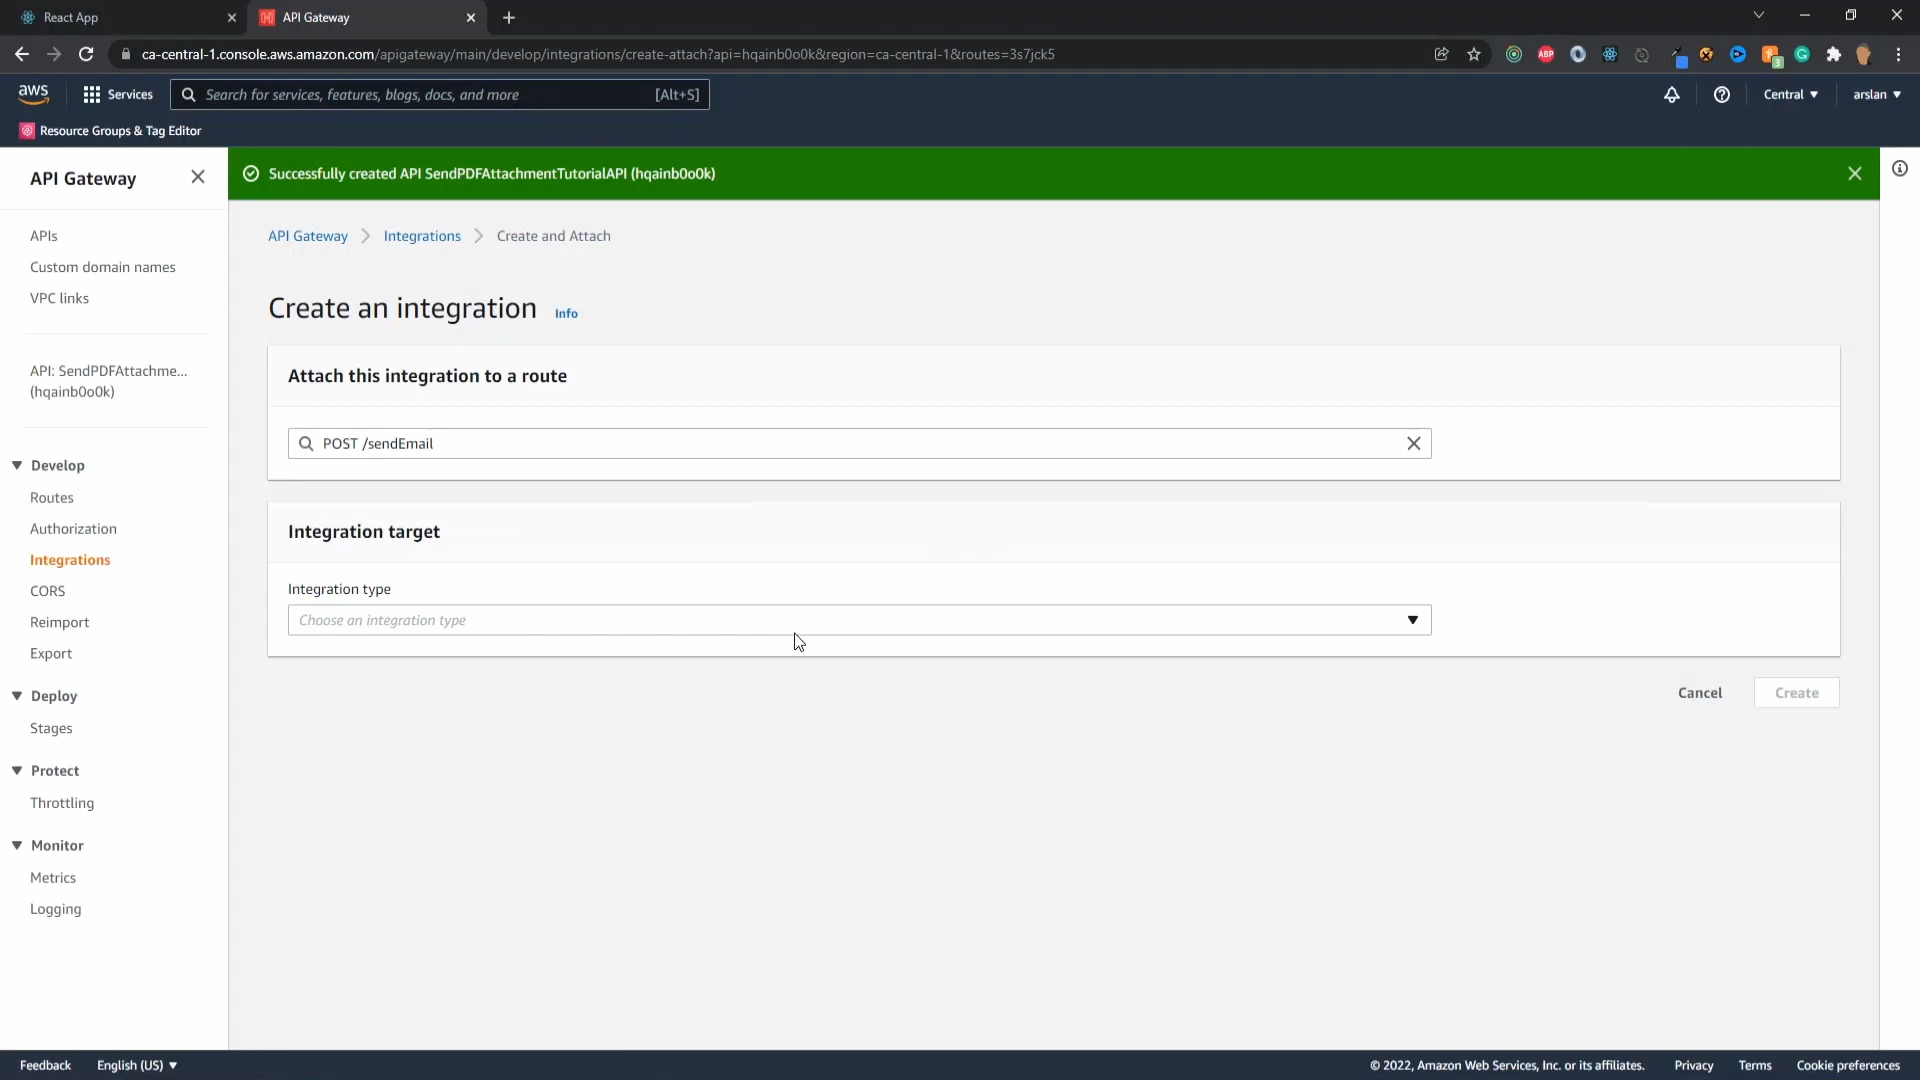 React App
API Gateway
ca-central-1.console.aws.amazon.com/apigateway/main/develop/integrations/create-attach?api=hqainb0o0k&region=ca-central-1&routes=3s7jck5
ABP
3
aws
Services
Search for services, features, blogs, docs, and more
[Alt+S]
Central
arslan
Resource Groups & Tag Editor
API Gateway
Successfully created API SendPDFAttachmentTutorialAPI (hqainb0o0k)
APIs
Custom domain names
VPC links
API: SendPDFAttachme...
(hqainb0o0k)
Develop
Routes
Authorization
Integrations
CORS
Reimport
Export
Deploy
Stages
Protect
Throttling
Monitor
Metrics
Logging
API Gateway
Integrations
Create and Attach
Create an integration
Info
Attach this integration to a route
POST /sendEmail
Integration target
Integration type
Choose an integration type
Cancel
Create
Feedback
English (US)
© 2022, Amazon Web Services, Inc. or its affiliates.
Privacy
Terms
Cookie preferences